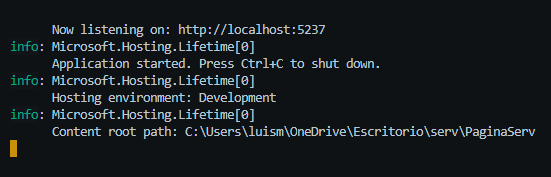 Now listening on: http://localhost:5237
info: Microsoft.Hosting.Lifetime[0]
Application started. Press Ctrl+C to shut down.
info: Microsoft.Hosting.Lifetime[0]
Hosting environment: Development
info: Microsoft.Hosting.Lifetime[0]
Content root path: C:\Users\luism\OneDrive\Escritorio\serv\PaginaServ